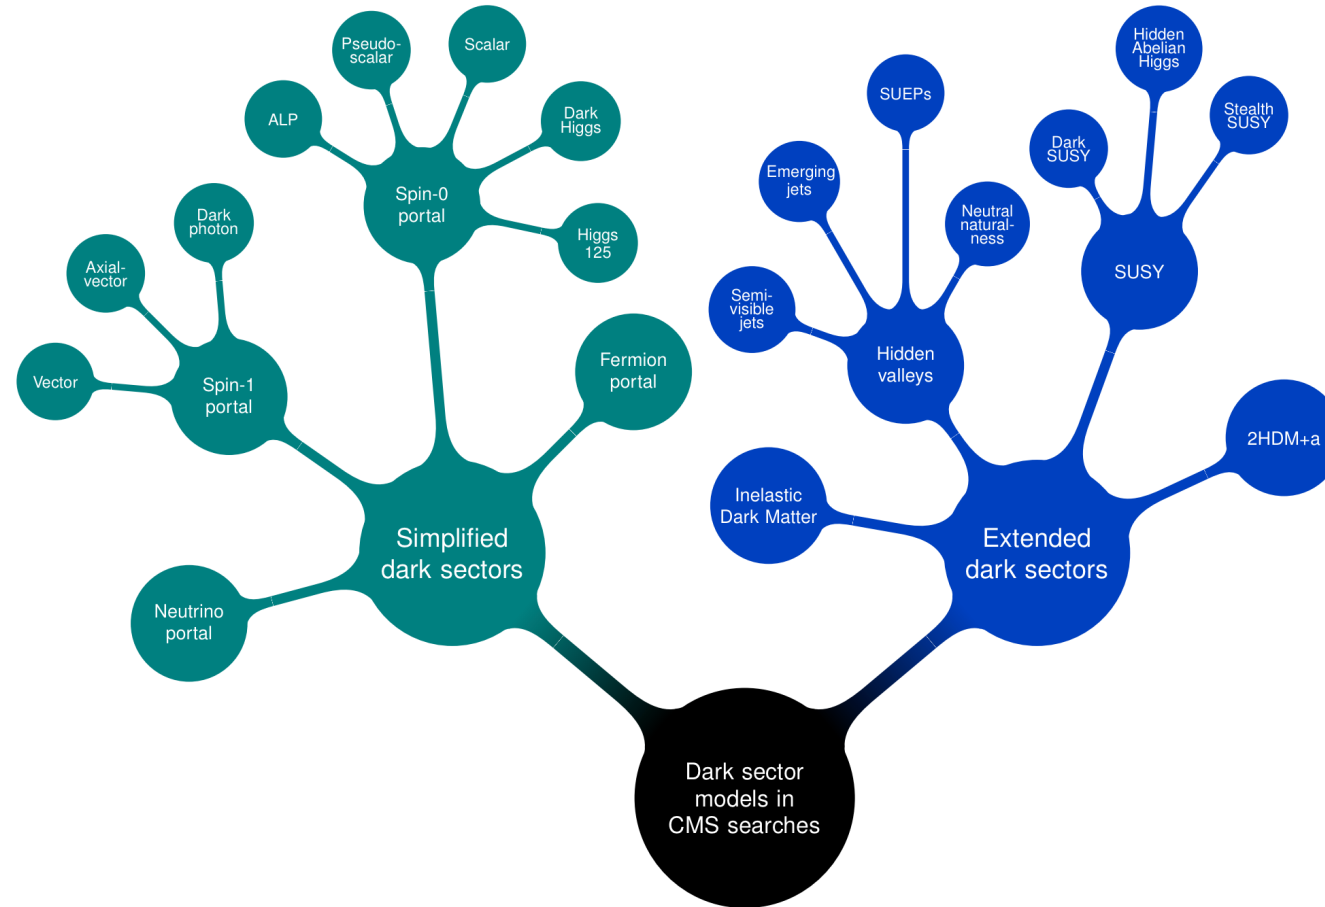 Pseudo-
scalar
Scalar
ALP
Dark
Higgs
Spin-0
portal
Higgs
125
Dark
photon
Axial-
vector
Vector
Spin-1
portal
Fermion
portal
Simplified
dark sectors
Neutrino
portal
Hidden
Abelian
Higgs
SUEPs
Stealth
SUSY
Dark
SUSY
Emerging
jets
Neutral
natural-
ness
SUSY
Semi-
visible
jets
Hidden
valleys
2HDM+a
Inelastic
Dark Matter
Extended
dark sectors
Dark sector
models in
CMS searches